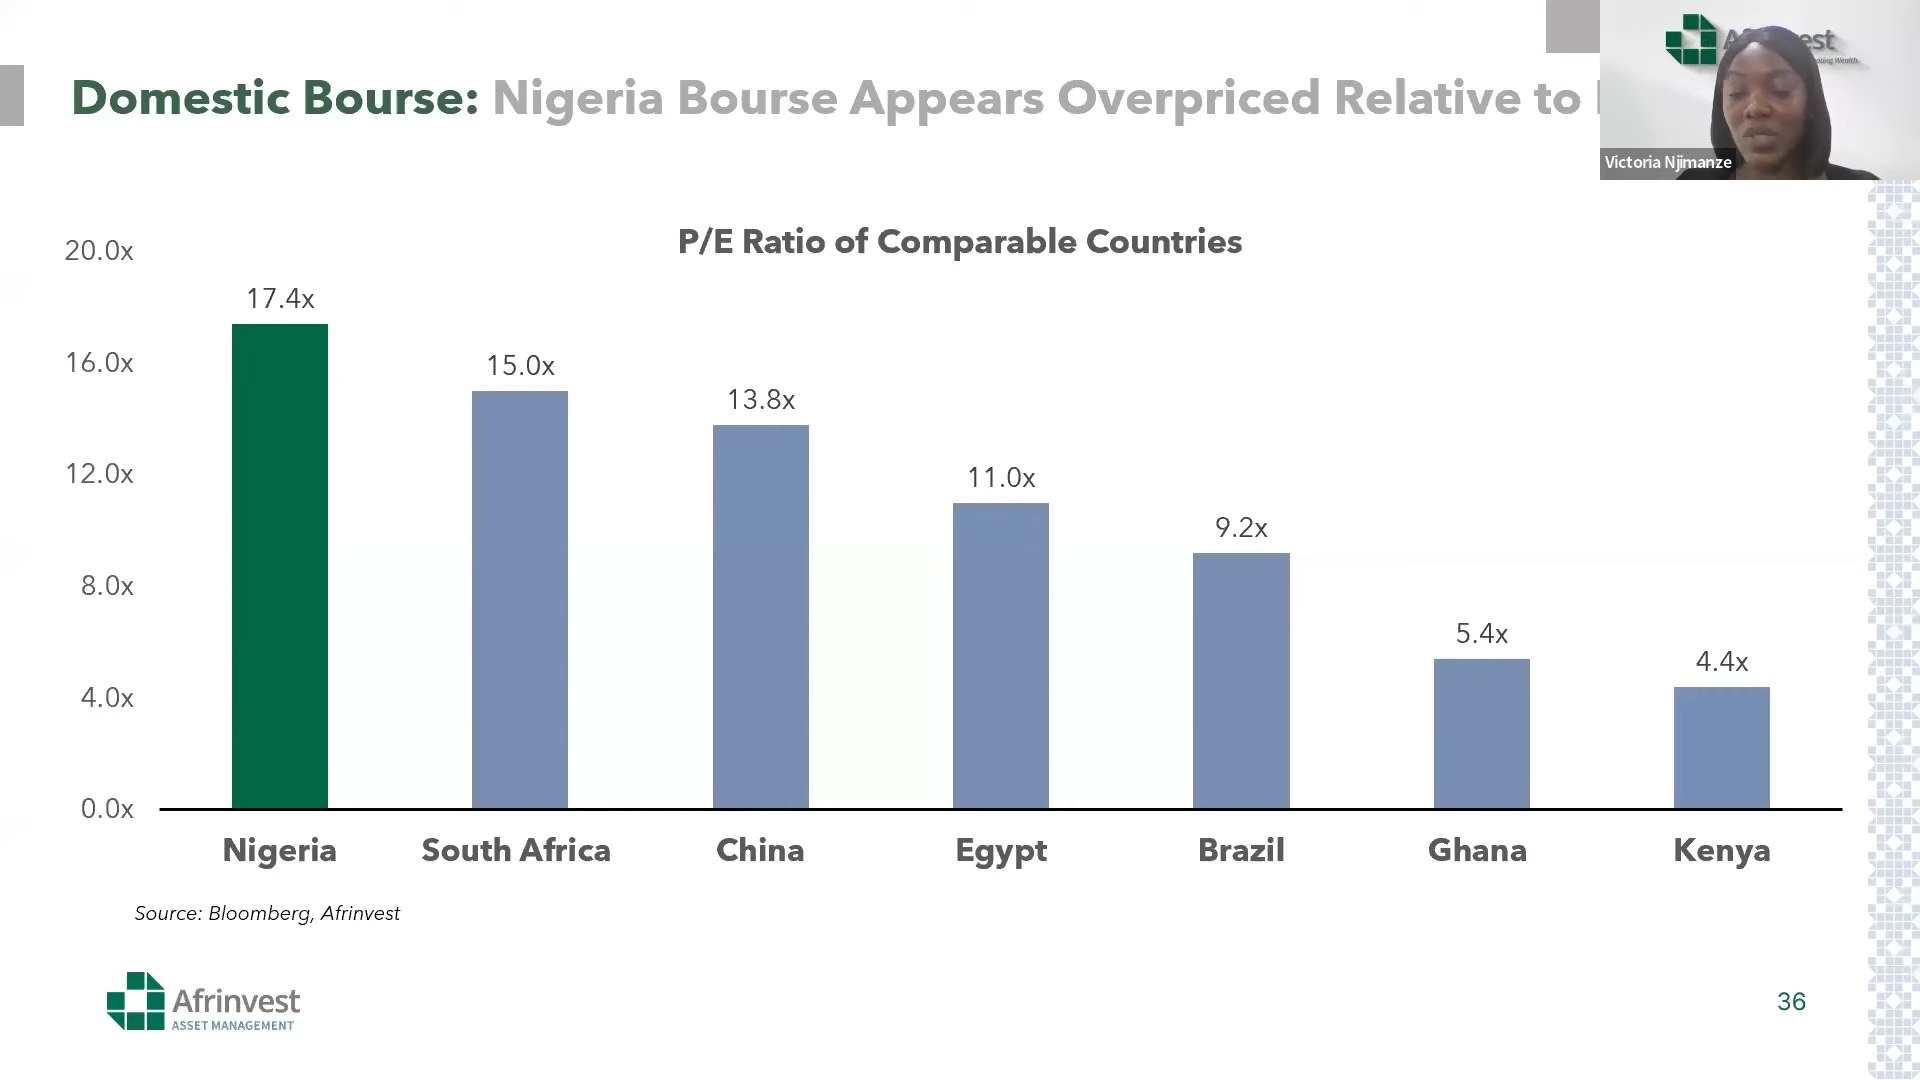 Domestic Bourse: Nigeria Bourse Appears Overpriced Relative to
Afrinvest
Victoria Njimanze
P/E Ratio of Comparable Countries
20.0x
16.0x
12.0x
8.0x
4.0x
0.0x
17.4x
15.0x
13.8x
11.0x
9.2x
5.4x
4.4x
Nigeria South Africa China Egypt Brazil Ghana Kenya
Source: Bloomberg, Afrinvest
Afrinvest
ASSET MANAGEMENT
36